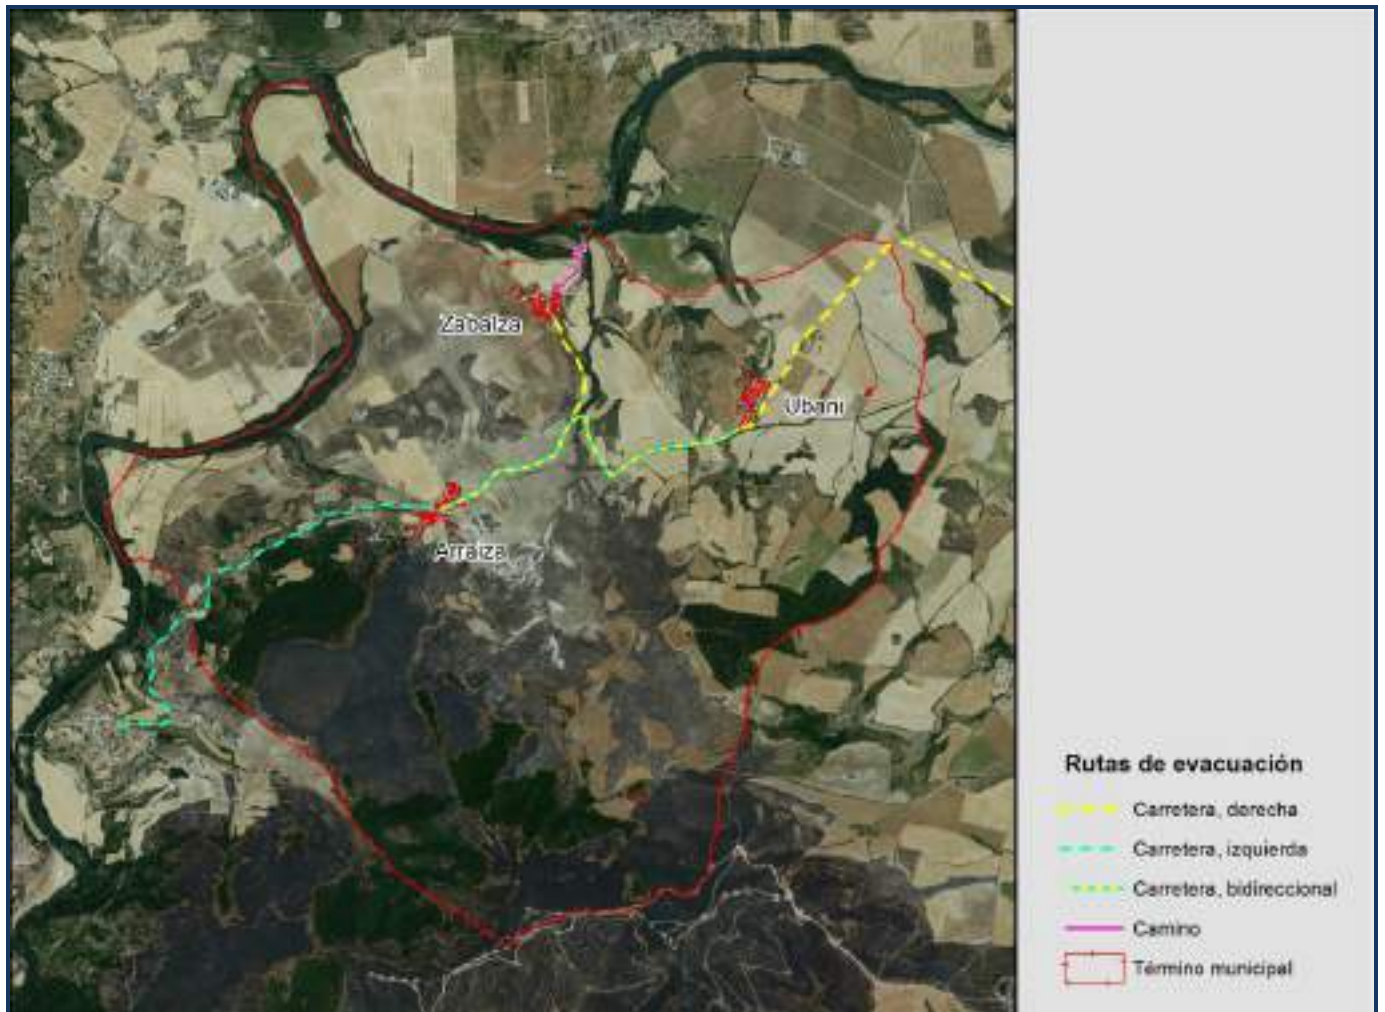 Zabalza
Ubani
Arraiza
Rutas de evacuación
Carretera, derecha
Carretera, izquierda
Carretera, bidireccional
Camino
Término municipal